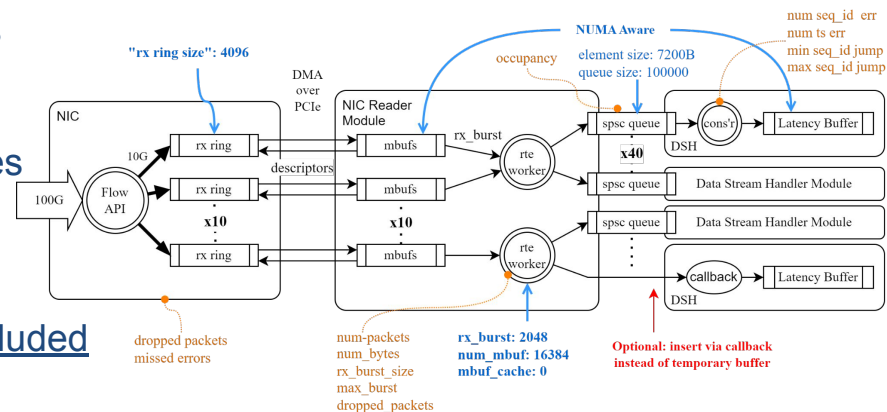 es
luded
"rx ring size": 4096
DMA
over
PCIe
NUMA Aware
occupancy
element size: 7200B
queue size: 100000
num seq_id  err
num ts err
min seq_id jump
max seq_id jump
NIC
NIC Reader
Module
100G
Flow
API
10G
rx ring
rx ring
x10
rx ring
descriptors
mbufs
mbufs
x10
mbufs
rx_burst
rte
worker
rte
worker
spsc queue
x40
spsc queue
spsc queue
cons'r
DSH
Latency Buffer
Data Stream Handler Module
Data Stream Handler Module
callback
DSH
Latency Buffer
dropped packets
missed errors
num-packets
num_bytes
rx_burst_size
max_burst
dropped_packets
rx_burst: 2048
num_mbuf: 16384
mbuf_cache: 0
Optional: insert via callback
instead of temporary buffer